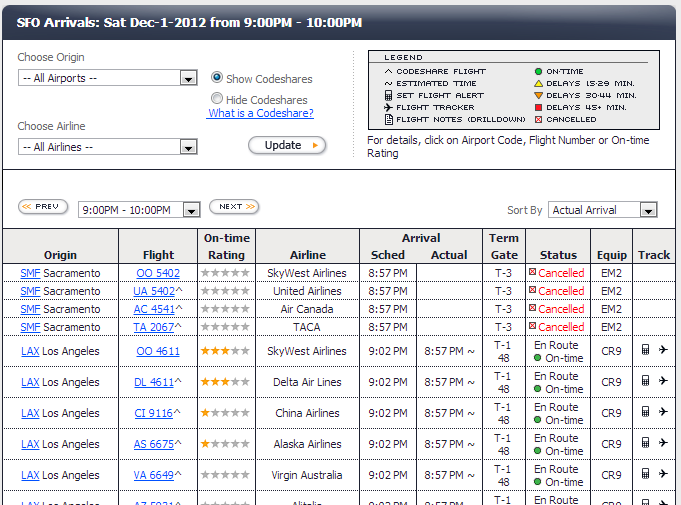 SFO Arrivals: Sat Dec-1-2012 from 9:00PM - 10:00PM
Choose Origin
-- All Airports --
Show Codeshares
Hide Codeshares
What is a Codeshare?
Choose Airline
-- All Airlines --
Update
LEGEND
^ CODESHARE FLIGHT
~ ESTIMATED TIME
SET FLIGHT ALERT
FLIGHT TRACKER
FLIGHT NOTES (DRILLDOWN)
ON-TIME
DELAYS 15-29 MIN.
DELAYS 30-44 MIN.
DELAYS 45+ MIN.
CANCELLED
For details, click on Airport Code, Flight Number or On-time
Rating
<< PREV
9:00PM - 10:00PM
NEXT >>
Sort By Actual Arrival
Origin Flight On-time Rating Airline Arrival Sched Actual Term Gate Status Equip Track
SMF Sacramento OO 5402 SkyWest Airlines 8:57 PM T-3 Cancelled EM2
SMF Sacramento UA 5402^ United Airlines 8:57 PM T-3 Cancelled EM2
SMF Sacramento AC 4541^ Air Canada 8:57 PM T-3 Cancelled EM2
SMF Sacramento TA 2067^ TACA 8:57 PM T-3 Cancelled EM2
LAX Los Angeles OO 4611 SkyWest Airlines 9:02 PM 8:57 PM ~ T-1 48 En Route On-time CR9
LAX Los Angeles DL 4611^ Delta Air Lines 9:02 PM 8:57 PM ~ T-1 48 En Route On-time CR9
LAX Los Angeles CI 9116^ China Airlines 9:02 PM 8:57 PM ~ T-1 48 En Route On-time CR9
LAX Los Angeles AS 6675^ Alaska Airlines 9:02 PM 8:57 PM ~ T-1 48 En Route On-time CR9
LAX Los Angeles VA 6649^ Virgin Australia 9:02 PM 8:57 PM ~ T-1 48 En Route On-time CR9
LAX Los Angeles Alitalia 9:02 PM 8:57 PM ~ T-1 En Route CR9